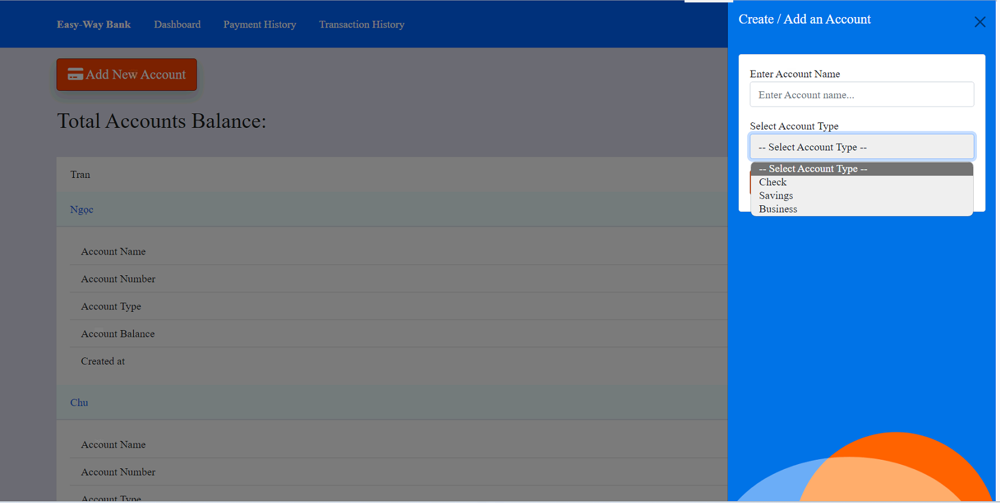 Easy-Way Bank Dashboard Payment History Transaction History
Add New Account
Total Accounts Balance:
Tran
Ngọc
Account Name
Account Number
Account Type
Account Balance
Created at
Chu
Account Name
Account Number
Account Type
Create / Add an Account
Enter Account Name
Enter Account name...
Select Account Type
-- Select Account Type --
-- Select Account Type --
Check
Savings
Business